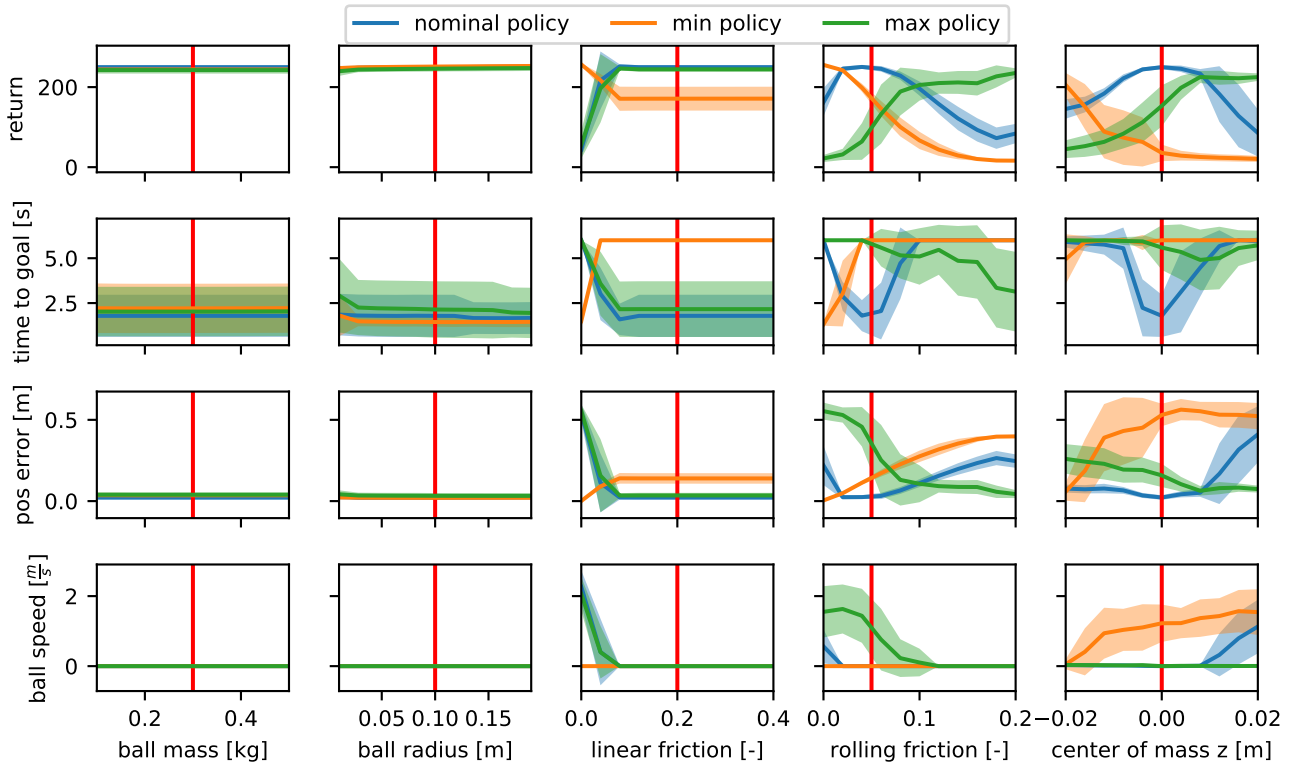 nominal policy min policy max policy
return
200
0
time to goal [s]
5.0
2.5
pos error [m]
0.5
0.0
ball speed [m/s]
2
0
0.2 0.4
0.05 0.10 0.15
0.0 0.2 0.4
0.0 0.1 0.2
−0.02 0.00 0.02
ball mass [kg]
ball radius [m]
linear friction [-]
rolling friction [-]
center of mass z [m]